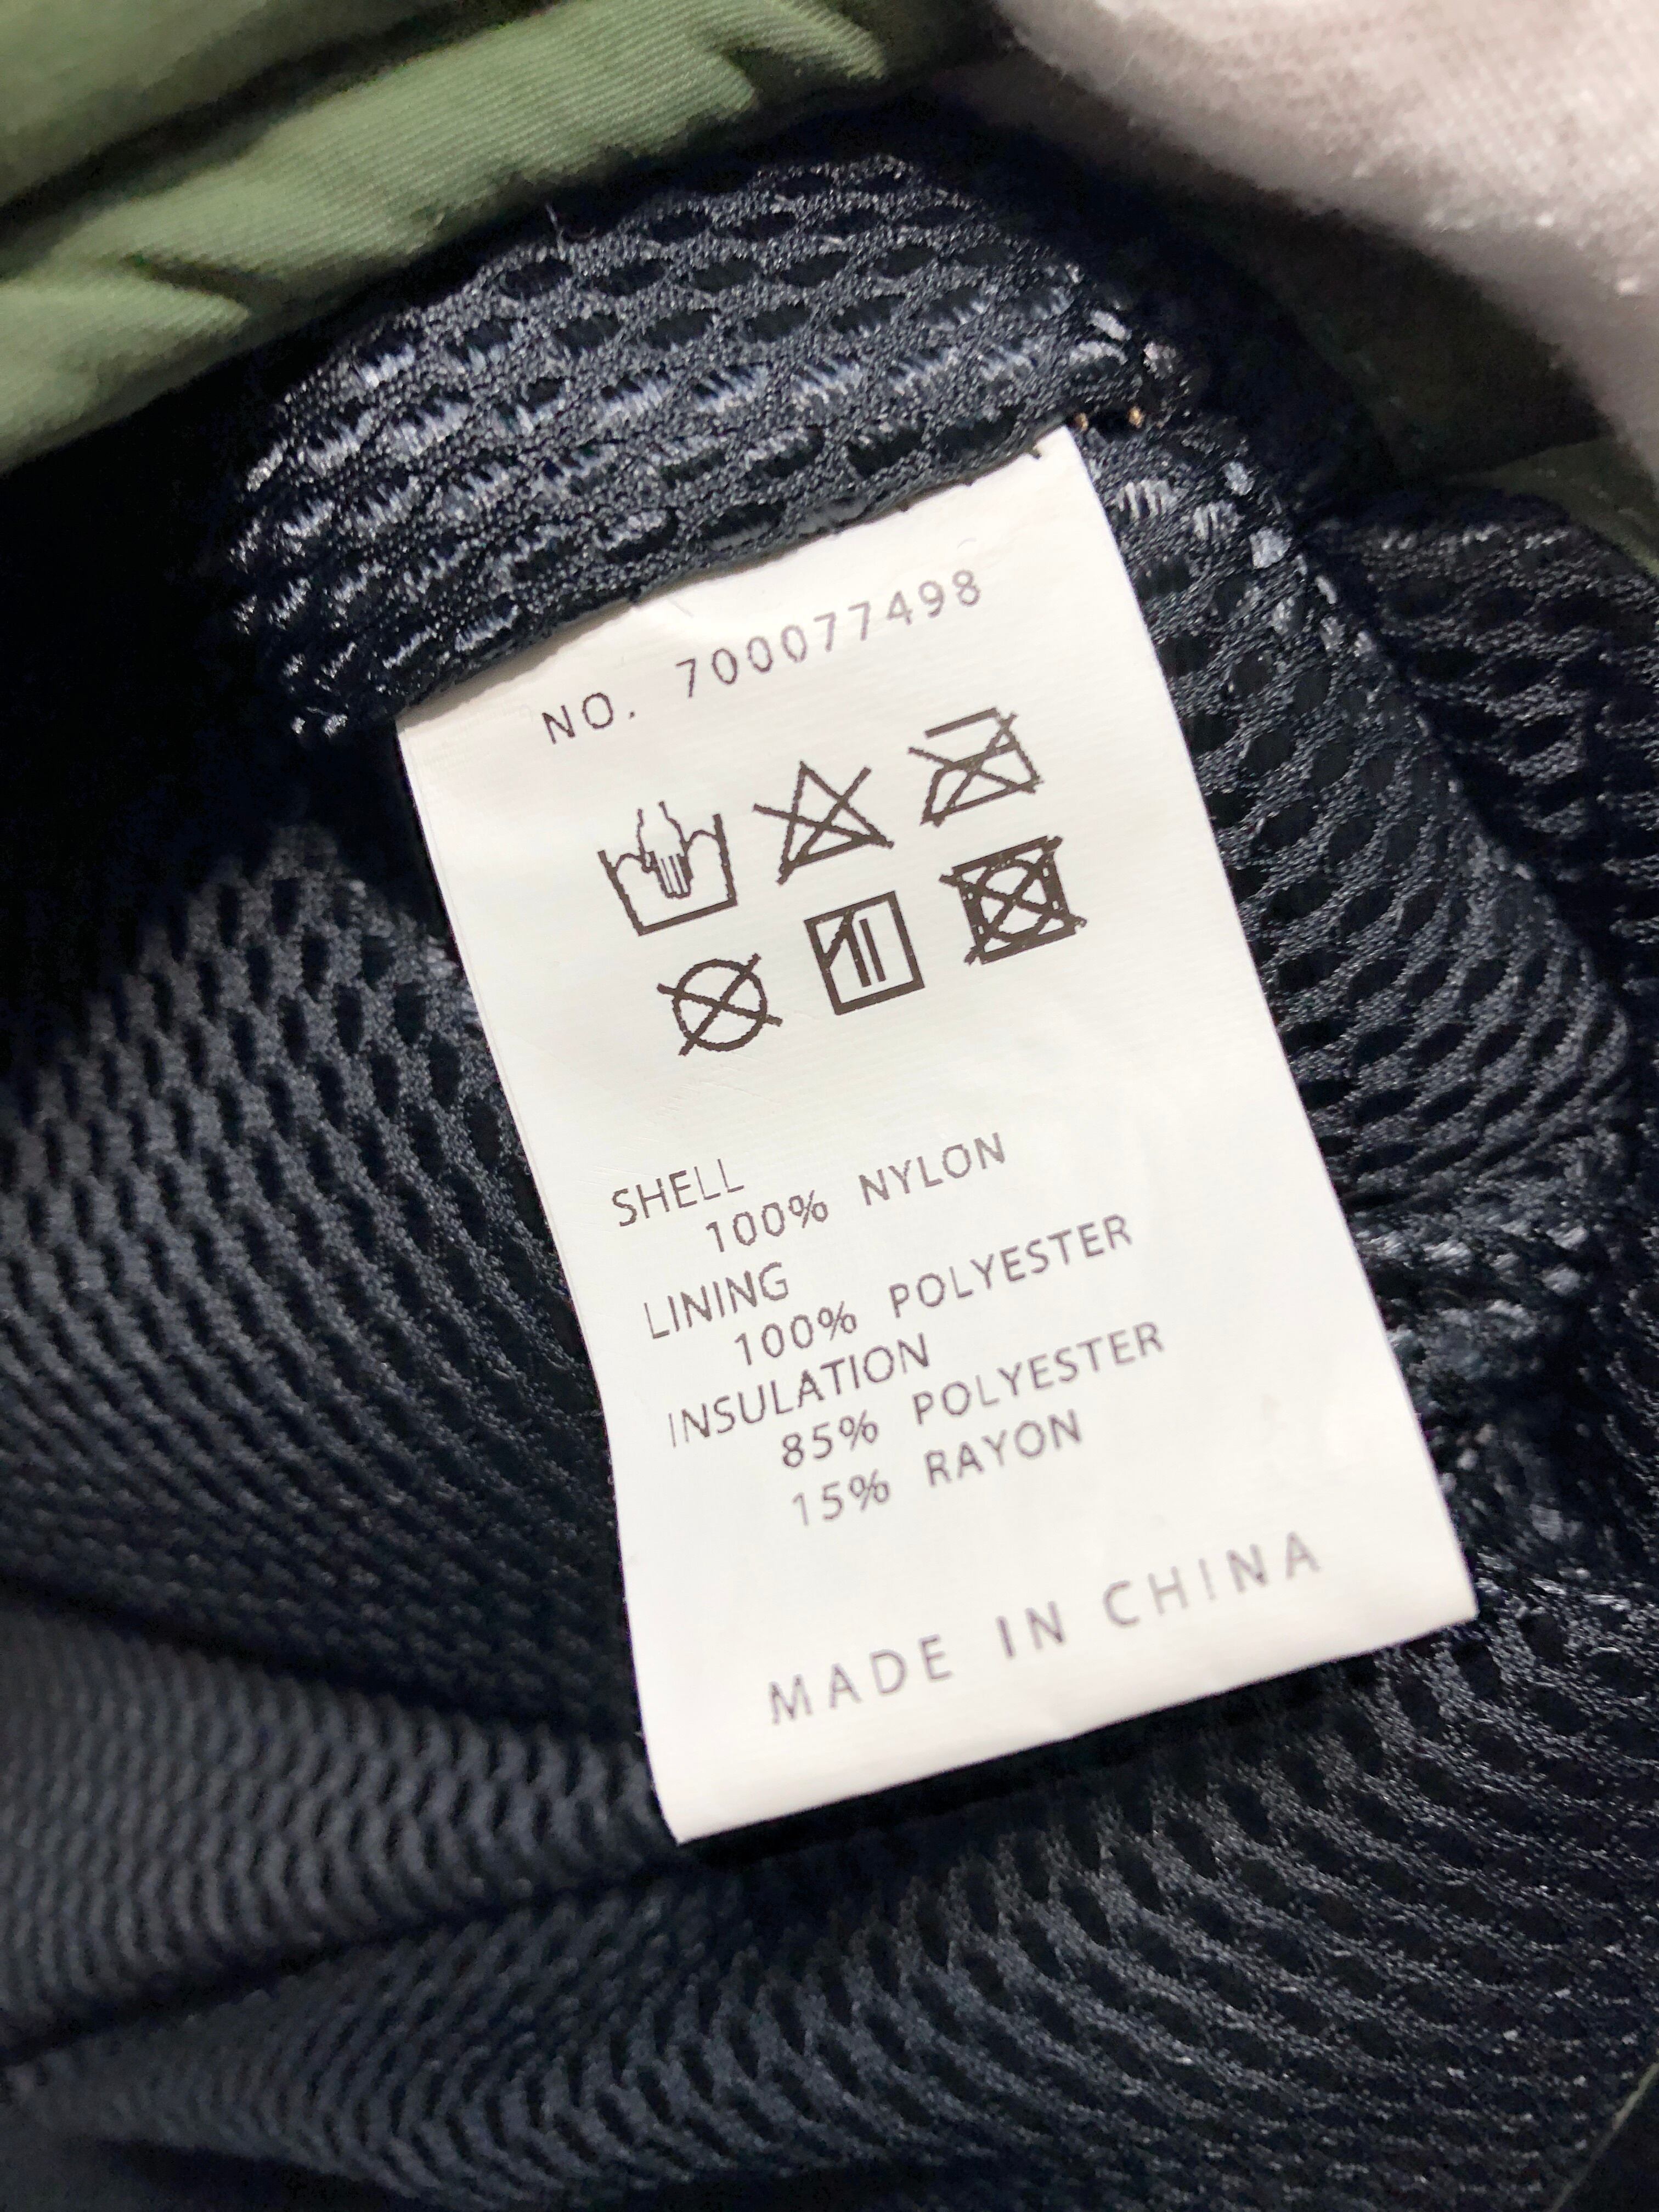 NO. 700077498
SHELL
100% NYLON
LINING
100% POLYESTER
INSULATION
85% POLYESTER
15% RAYON
MADE IN CHINA